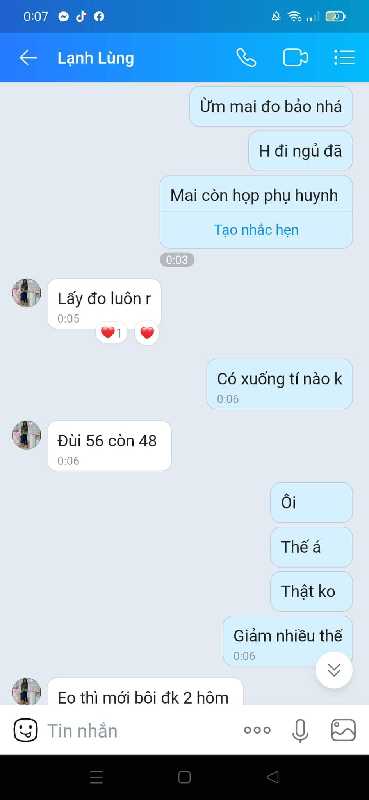 0:07
Lạnh Lùng
Ừm mai đo bảo nhá
H đi ngủ đã
Mai còn họp phụ huynh
Tạo nhắc hẹn
0:03
Lấy đo luôn r
0:05
1
Có xuống tí nào k
0:06
Đùi 56 còn 48
0:06
Ôi
Thế á
Thật ko
Giảm nhiều thế
0:06
Eo thì mới bôi đk 2 hôm
Tin nhắn